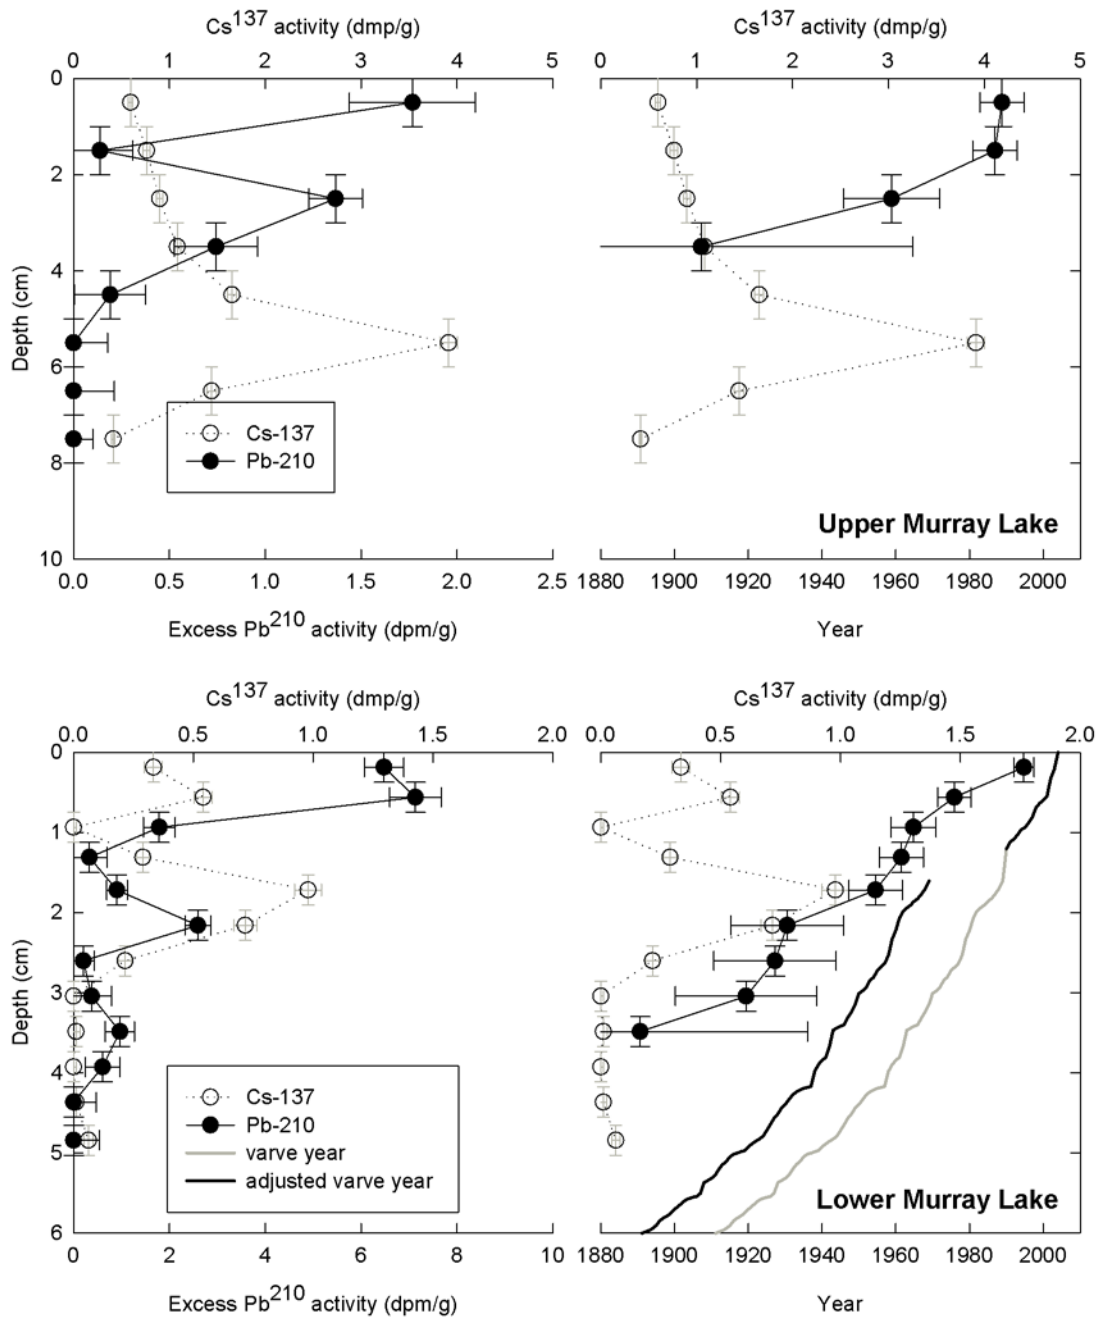 Cs137 activity (dmp/g)
0 1 2 3 4 5
Cs137 activity (dmp/g)
0 1 2 3 4 5
0
2
4
6
8
10
Depth (cm)
Cs-137
Pb-210
Upper Murray Lake
0.0 0.5 1.0 1.5 2.0 2.5
Excess Pb210 activity (dpm/g)
1880 1900 1920 1940 1960 1980 2000
Year
Cs137 activity (dmp/g)
0.0 0.5 1.0 1.5 2.0
Cs137 activity (dmp/g)
0.0 0.5 1.0 1.5 2.0
0
1
2
3
4
5
6
Depth (cm)
Cs-137
Pb-210
varve year
adjusted varve year
Lower Murray Lake
0 2 4 6 8 10
Excess Pb210 activity (dpm/g)
1880 1900 1920 1940 1960 1980 2000
Year